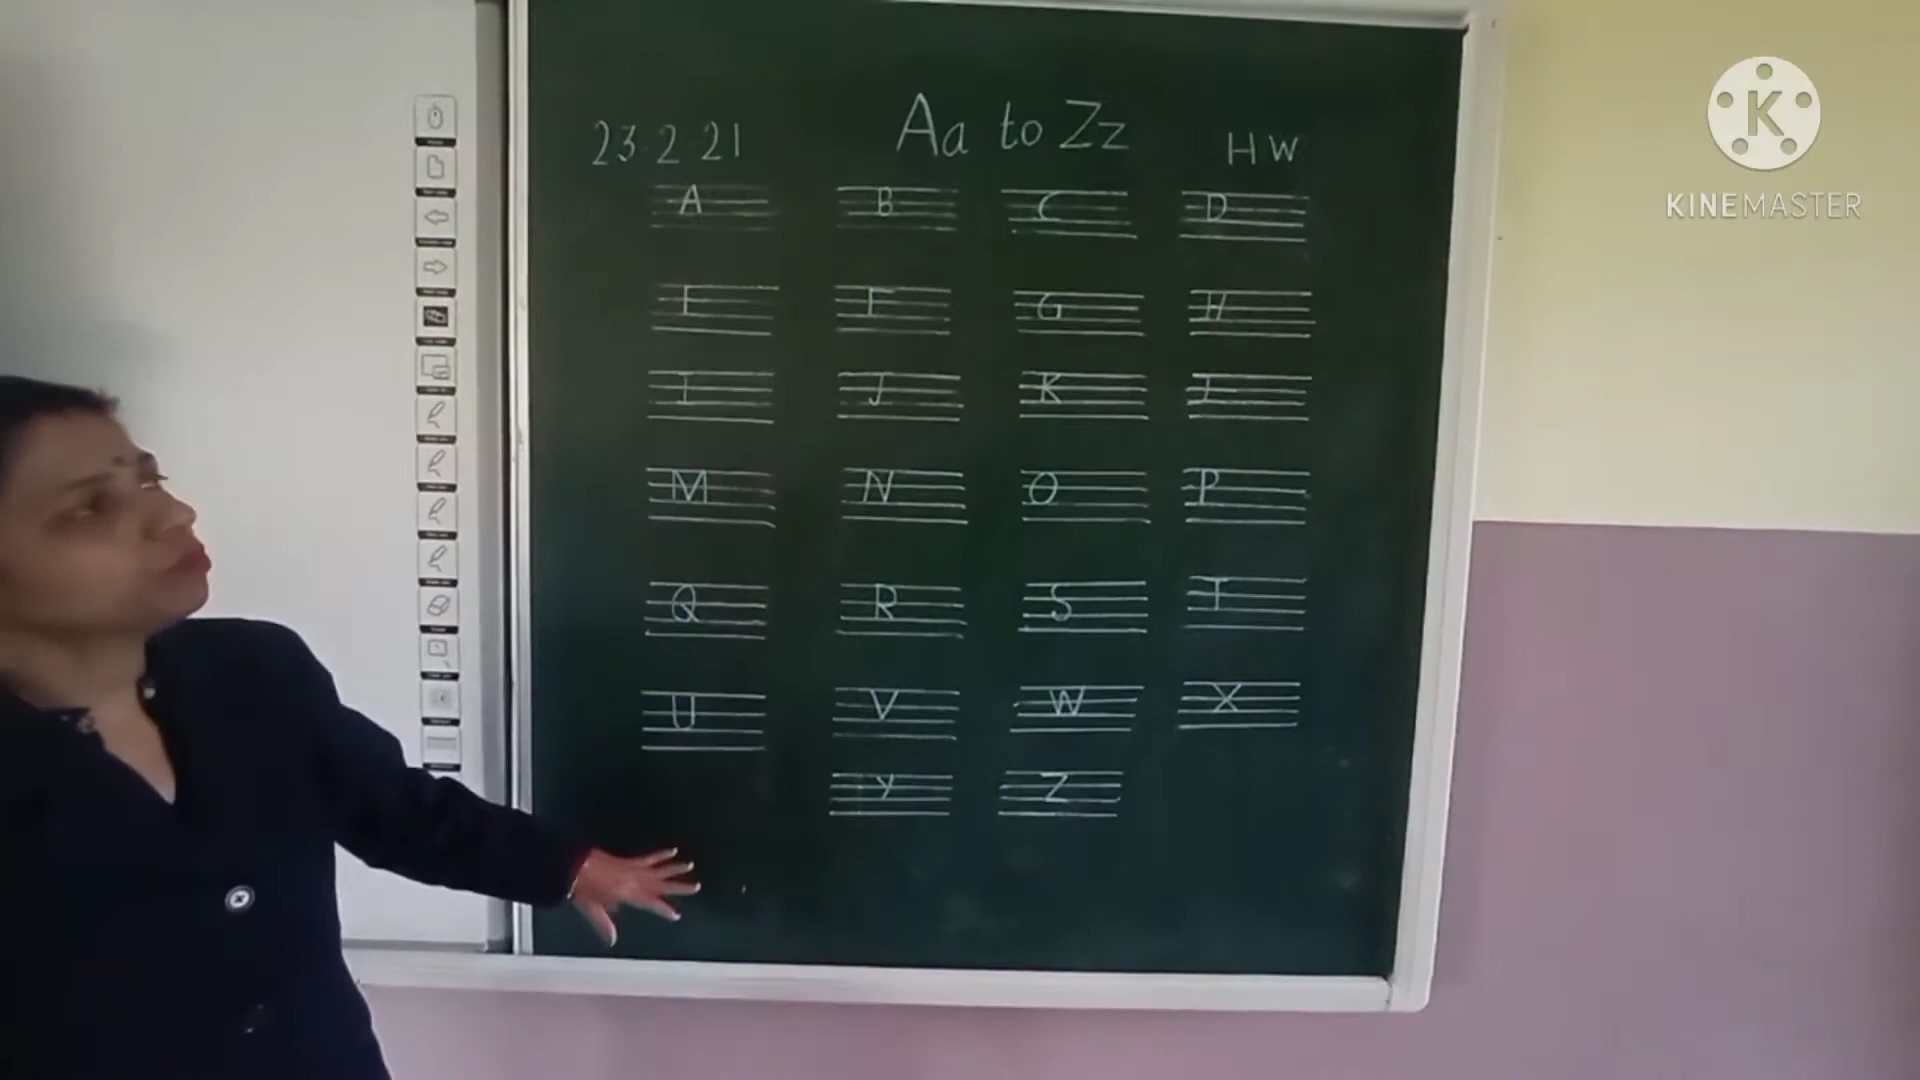 23·2·21 Aa to Zz HW
A B C D
E F G H
I J K L
M N O P
Q R S T
U V W X
Y Z
KINEMASTER